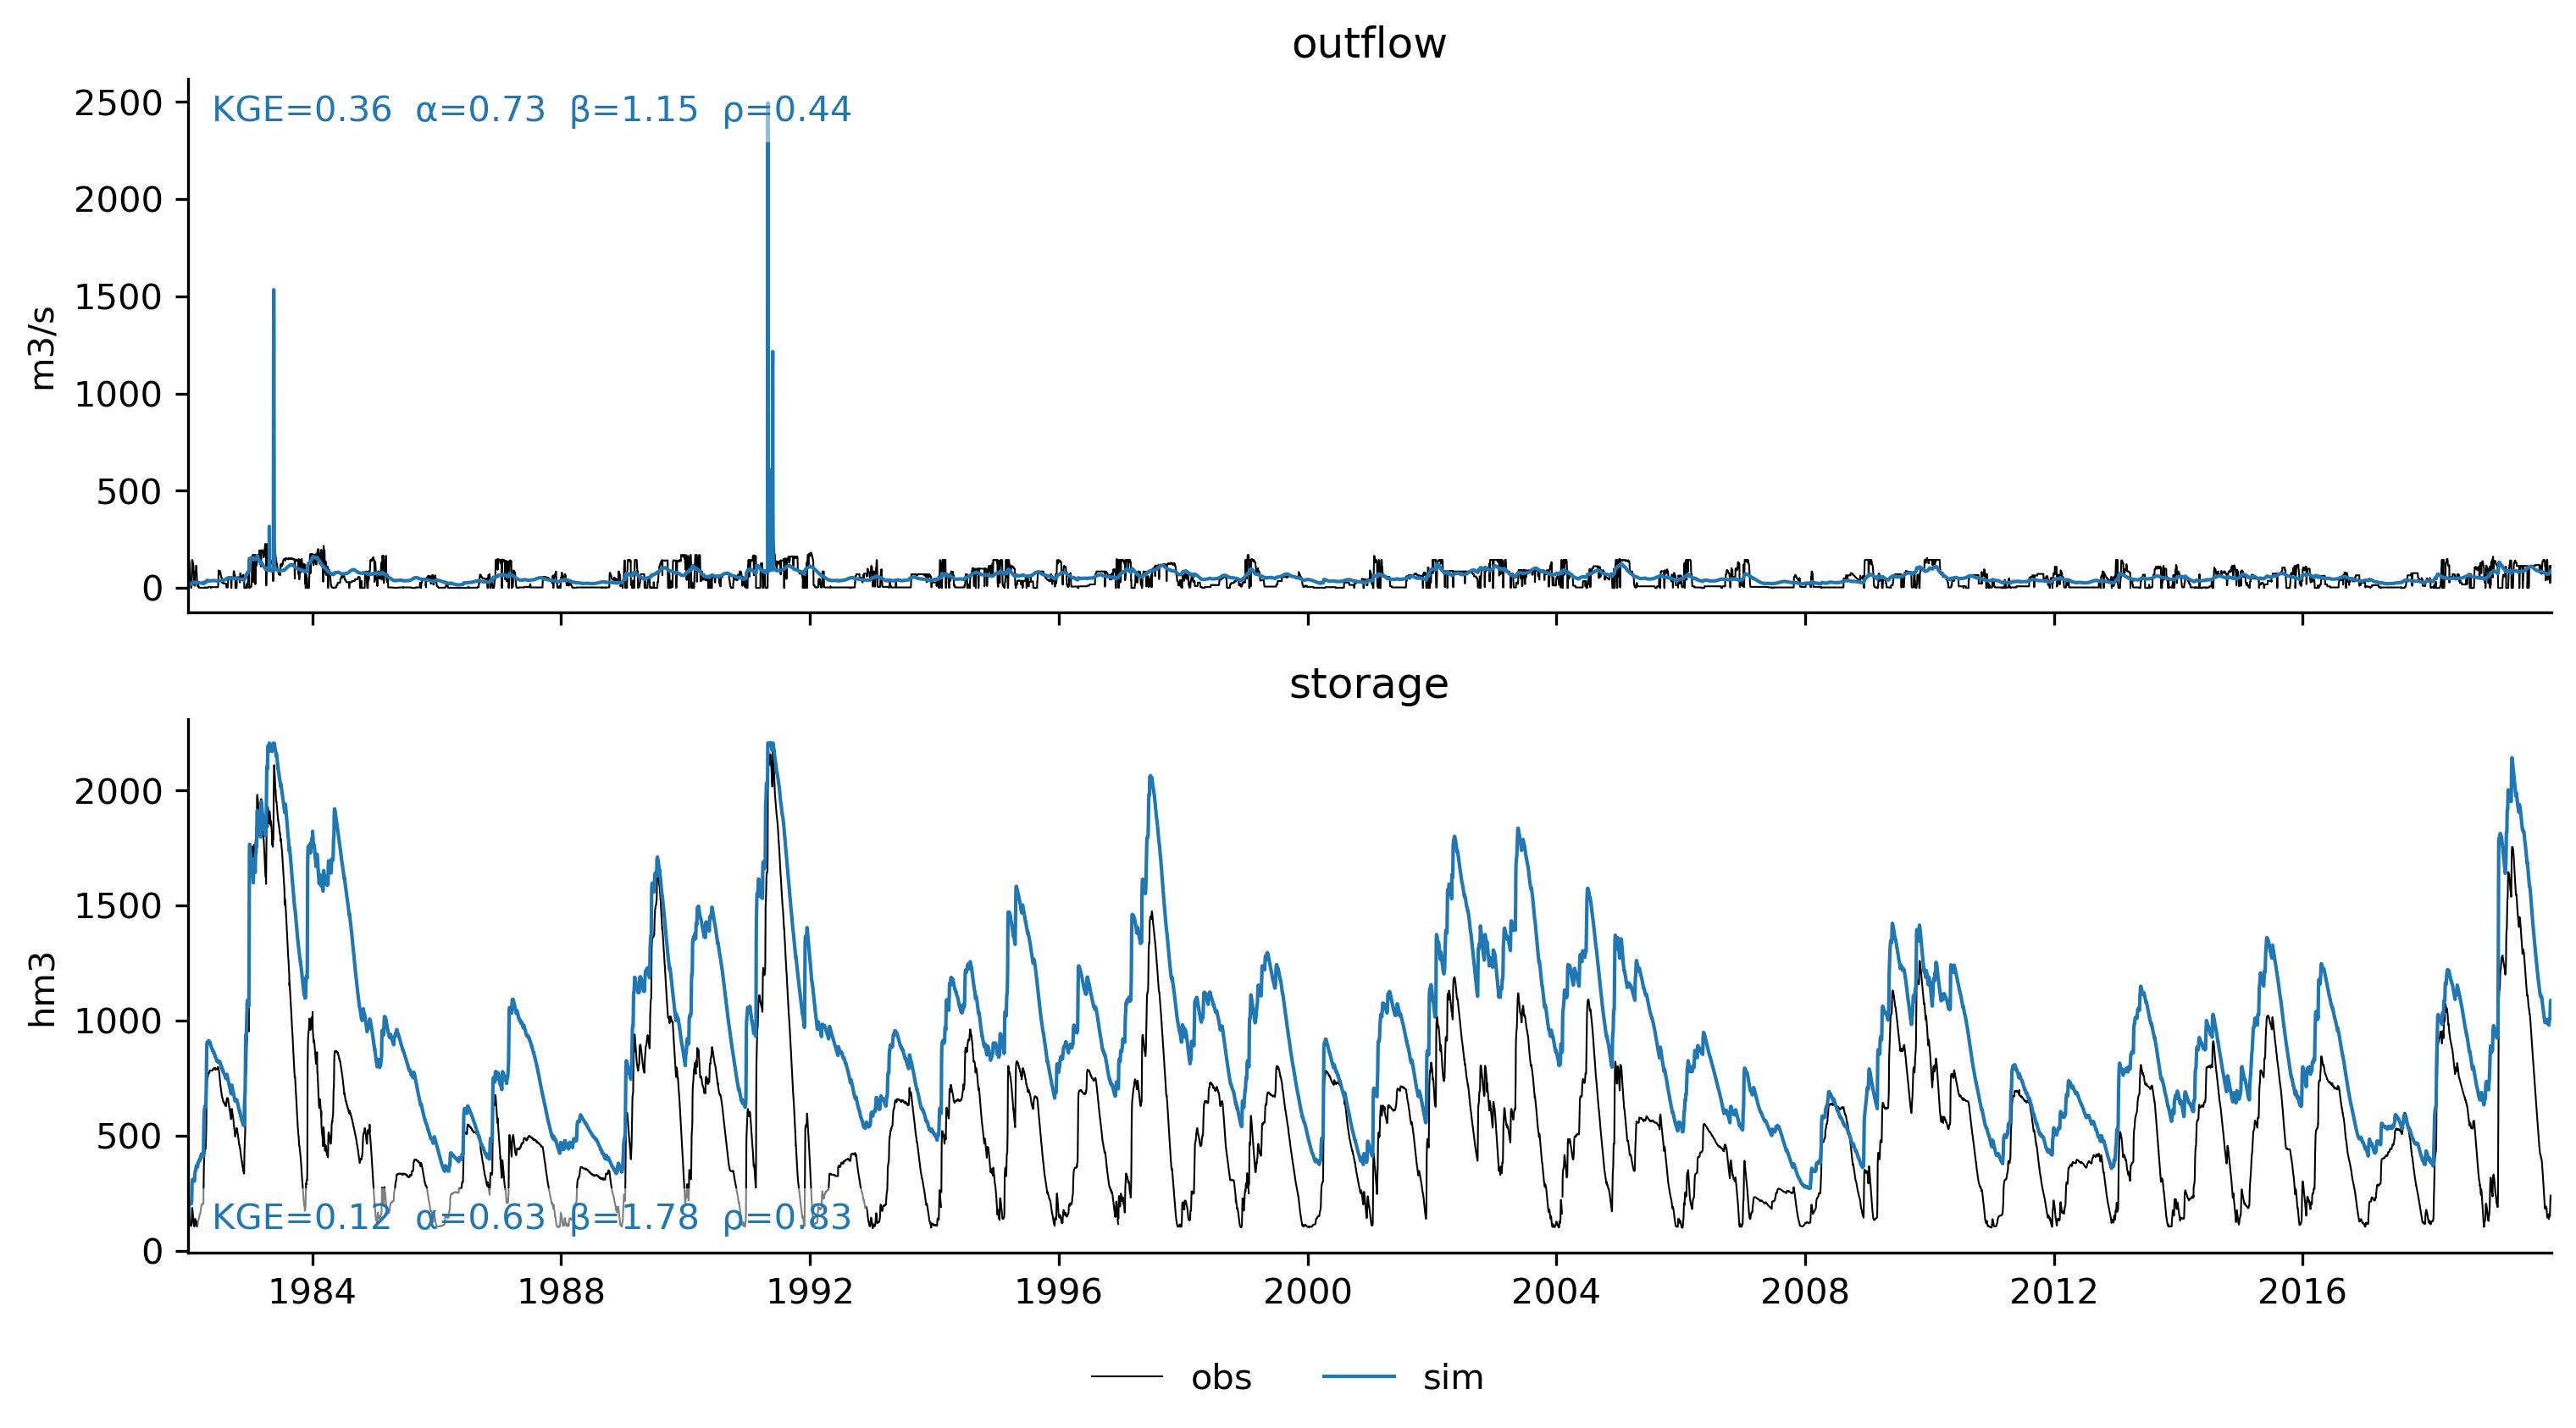 outflow
KGE=0.36 α=0.73 β=1.15 ρ=0.44
2500
2000
1500
1000
500
0
m3/s
storage
2000
1500
1000
500
0
hm3
KGE=0.12 α=0.63 β=1.78 ρ=0.83
1984 1988 1992 1996 2000 2004 2008 2012 2016
obs sim